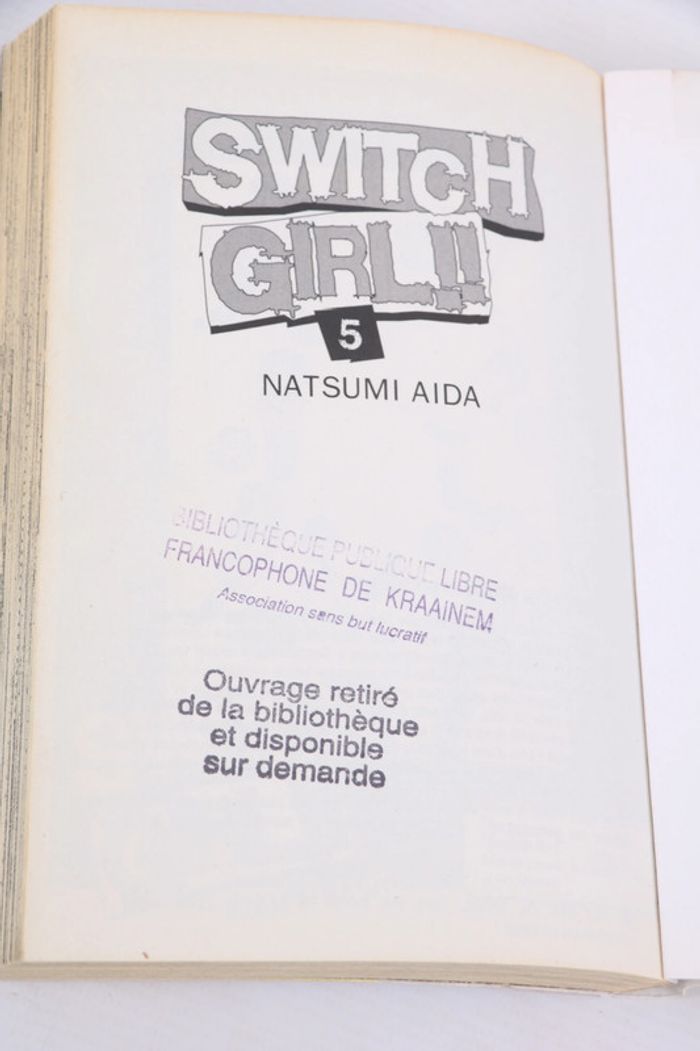 SWITCH
GIRL!!
5
NATSUMI AIDA
BIBLIOTHÈQUE PUBLIQUE LIBRE
FRANCOPHONE DE KRAAINEM
Association sans but lucratif
Ouvrage retiré
de la bibliothèque
et disponible
sur demande